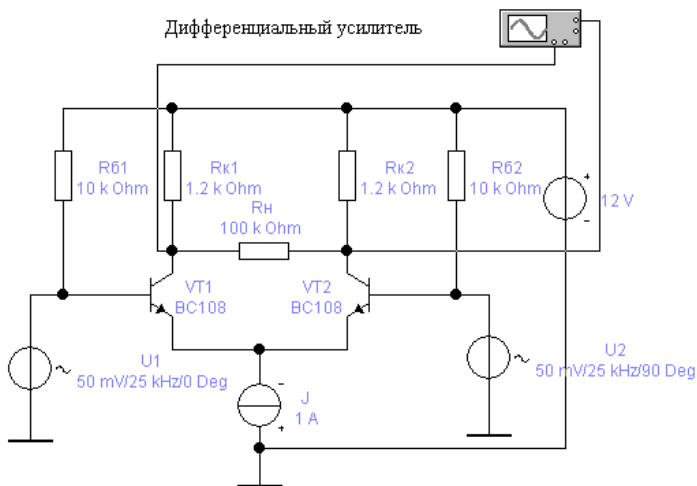 Дифференциальный усилитель
Rб1
10 k Ohm
Rк1
1.2 k Ohm
Rк2
1.2 k Ohm
Rб2
10 k Ohm
Rн
100 k Ohm
+
-
12 V
VT1
BC108
VT2
BC108
U1
50 mV/25 kHz/0 Deg
U2
50 mV/25 kHz/90 Deg
-
J
1 A
+